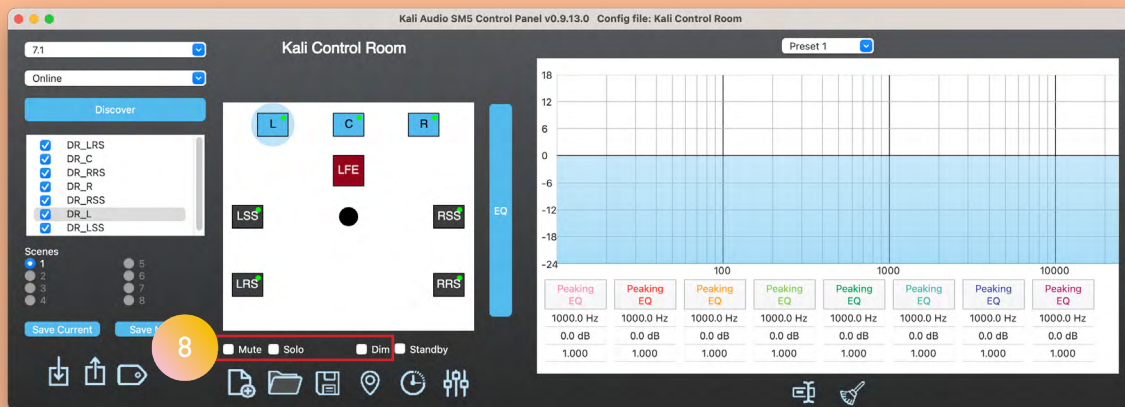 Kali Audio SM5 Control Panel v0.9.13.0 Config file: Kali Control Room
7.1
Online
Discover
DR_LRS
DR_C
DR_RRS
DR_R
DR_RSS
DR_L
DR_LSS
Scenes
1 5
2 6
3 7
4 8
Save Current Save
8
Kali Control Room
L C R
LFE
LSS RSS
LRS RRS
Mute Solo Dim Standby
EQ
Preset 1
18
12
6
0
-6
-12
-18
-24
100 1000 10000
Peaking Peaking Peaking Peaking Peaking Peaking Peaking Peaking
EQ EQ EQ EQ EQ EQ EQ EQ
1000.0 Hz 1000.0 Hz 1000.0 Hz 1000.0 Hz 1000.0 Hz 1000.0 Hz 1000.0 Hz 1000.0 Hz
0.0 dB 0.0 dB 0.0 dB 0.0 dB 0.0 dB 0.0 dB 0.0 dB 0.0 dB
1.000 1.000 1.000 1.000 1.000 1.000 1.000 1.000